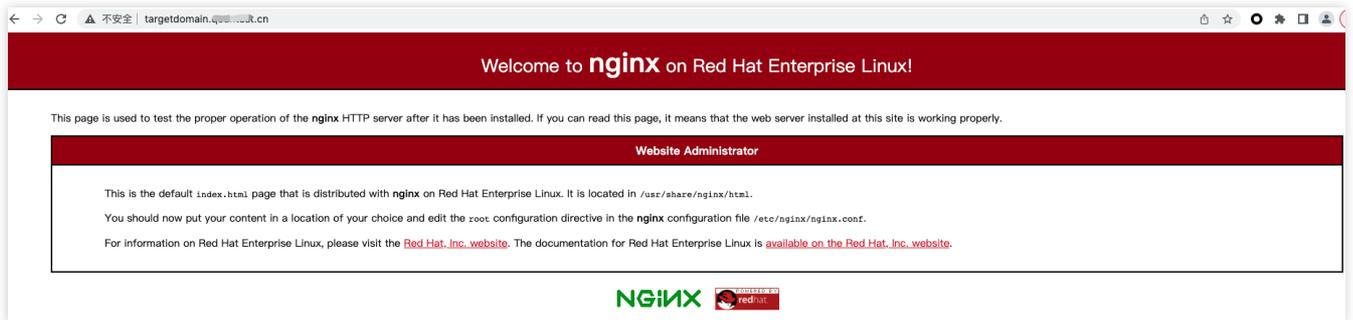 不安全 targetdomain. .cn
Welcome to nginx on Red Hat Enterprise Linux!
This page is used to test the proper operation of the nginx HTTP server after it has been installed. If you can read this page, it means that the web server installed at this site is working properly.
Website Administrator
This is the default index.html page that is distributed with nginx on Red Hat Enterprise Linux. It is located in /usr/share/nginx/html.
You should now put your content in a location of your choice and edit the root configuration directive in the nginx configuration file /etc/nginx/nginx.conf.
For information on Red Hat Enterprise Linux, please visit the Red Hat, Inc. website. The documentation for Red Hat Enterprise Linux is available on the Red Hat, Inc. website.
NGiNX POWERED BY redhat